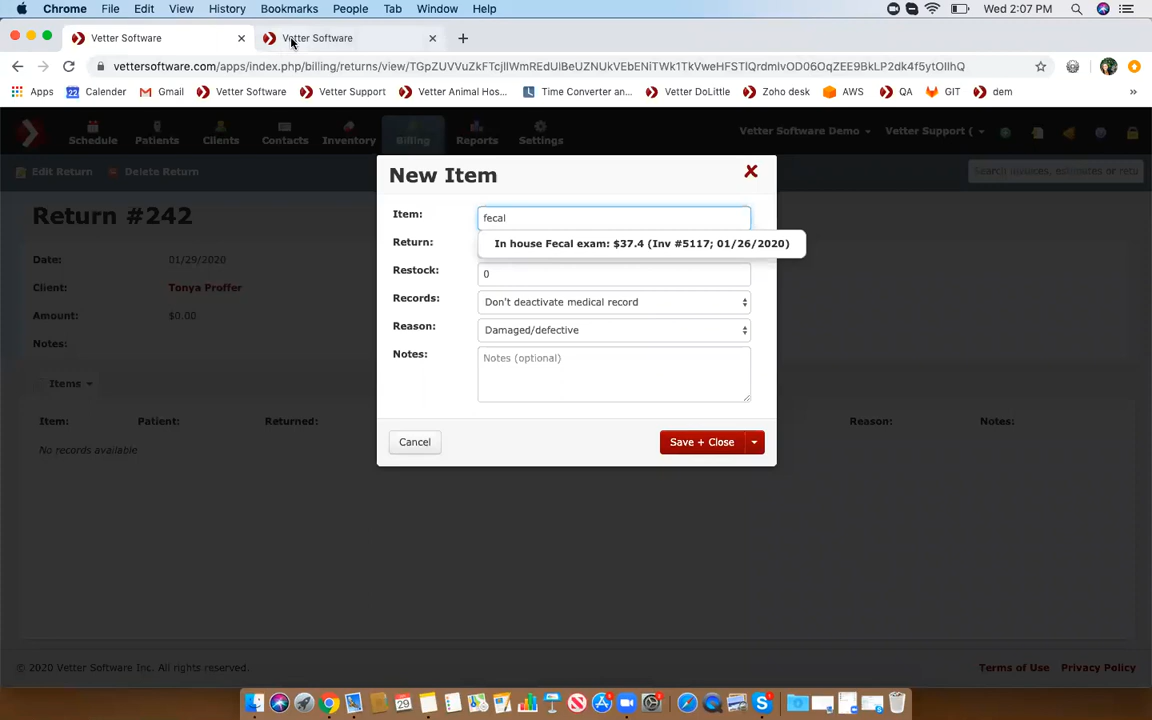 Chrome File Edit View History Bookmarks People Tab Window Help Wed 2:07 PM
Vetter Software Vetter Software
vettersoftware.com/apps/index.php/billing/returns/view/
Apps 22 Calender Gmail Vetter Software Vetter Support Vetter Animal Hos... Time Converter an... Vetter DoLittle Zoho desk AWS QA GIT dem
Schedule Patients Clients Contacts Inventory Billing Reports Settings Vetter Software Demo Vetter Support (
Edit Return Delete Return Search invoices, estimates or retu
Return #242
Date: 01/29/2020
Client: Tonya Proffer
Amount: $0.00
Notes:
Items
Item: Patient: Returned: Reason: Notes:
No records available
New Item
Item: fecal
In house Fecal exam: $37.4 (Inv #5117; 01/26/2020)
Return:
Restock: 0
Records: Don't deactivate medical record
Reason: Damaged/defective
Notes: Notes (optional)
Cancel Save + Close
© 2020 Vetter Software Inc. All rights reserved. Terms of Use Privacy Policy